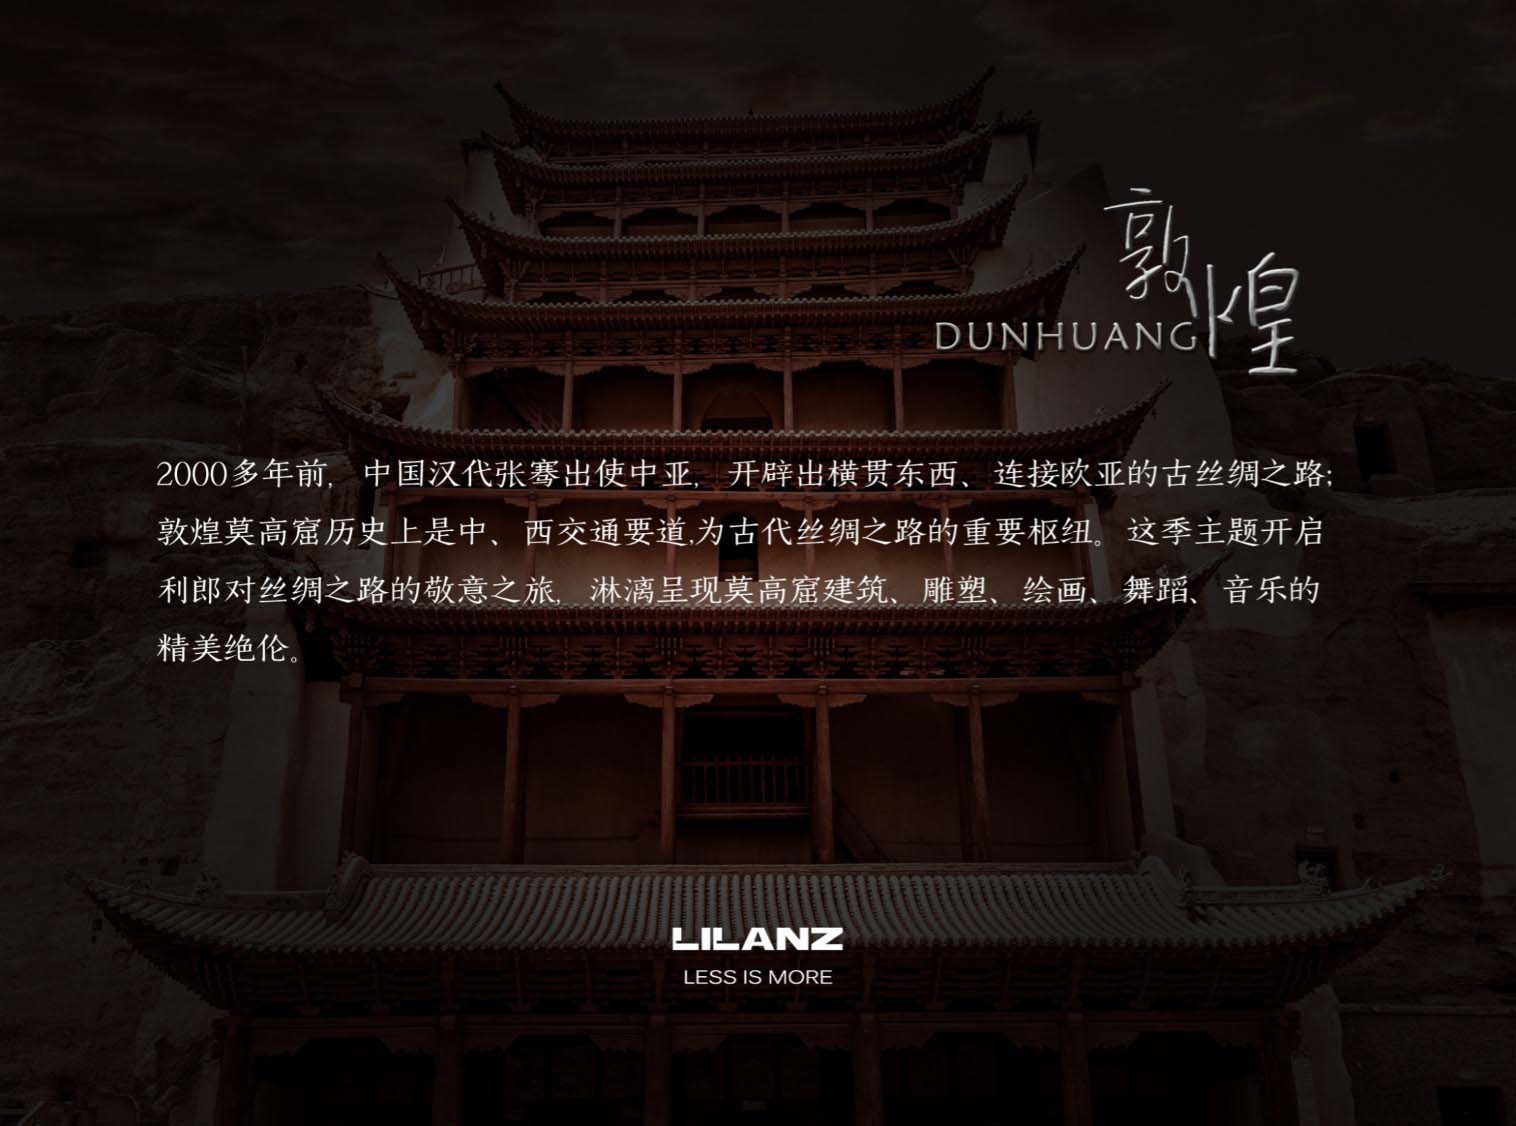 敦煌
DUNHUANG
2000多年前, 中国汉代张骞出使中亚, 开辟出横贯东西、连接欧亚的古丝绸之路;
敦煌莫高窟历史上是中、西交通要道,为古代丝绸之路的重要枢纽。这季主题开启
利郎对丝绸之路的敬意之旅, 淋漓呈现莫高窟建筑、雕塑、绘画、舞蹈、音乐的
精美绝伦。
LILANZ
LESS IS MORE